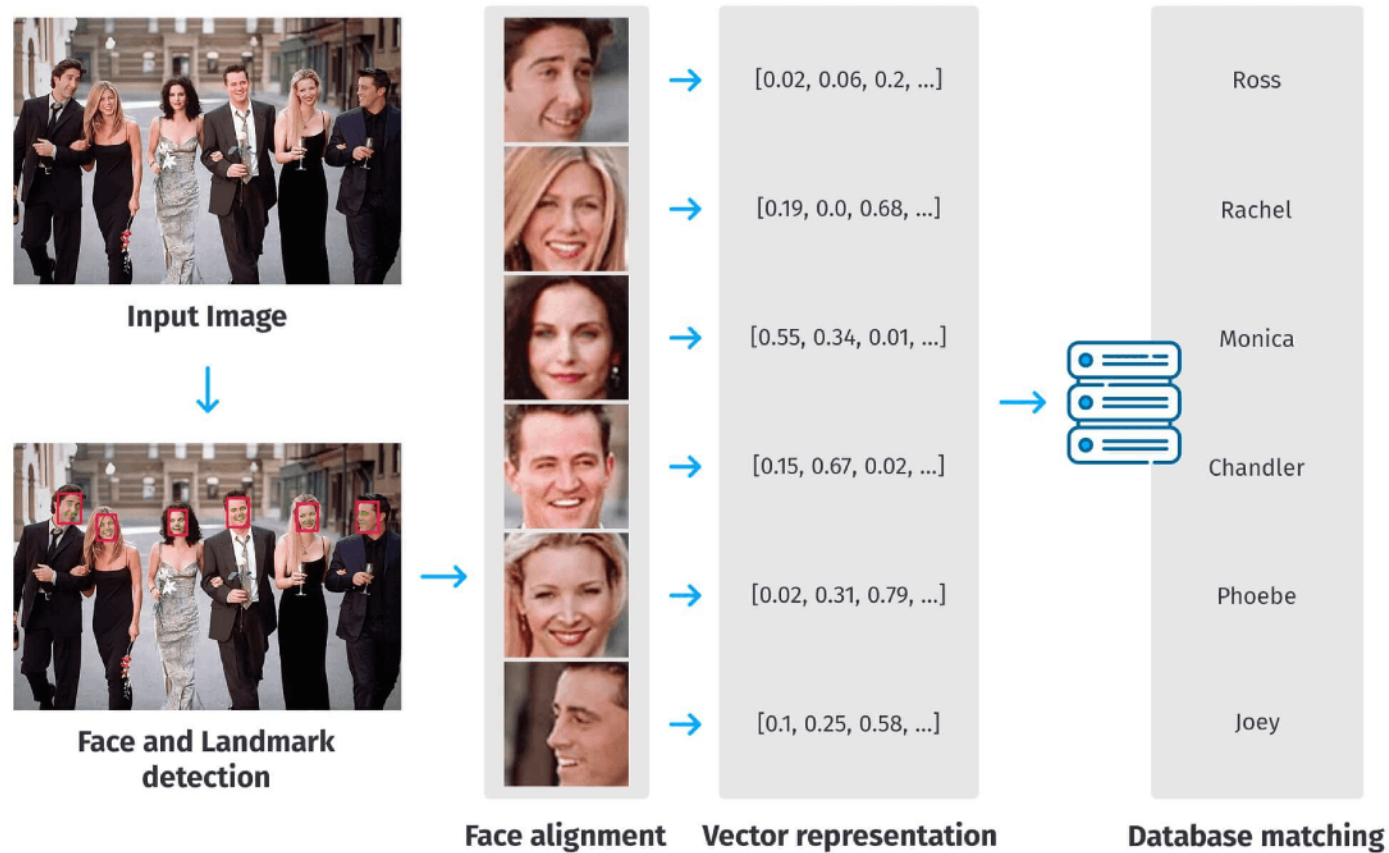 Input Image
Face and Landmark
detection
Face alignment
[0.02, 0.06, 0.2, ...]
[0.19, 0.0, 0.68, ...]
[0.55, 0.34, 0.01, ...]
[0.15, 0.67, 0.02, ...]
[0.02, 0.31, 0.79, ...]
[0.1, 0.25, 0.58, ...]
Vector representation
Ross
Rachel
Monica
Chandler
Phoebe
Joey
Database matching